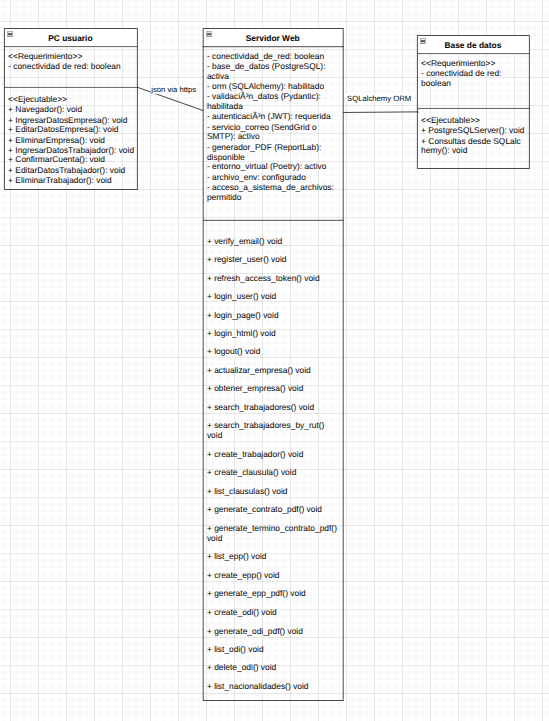 PC usuario
<<Requerimiento>>
- conectividad de red: boolean
<<Ejecutable>>
+ Navegador(): void
+ IngresarDatosEmpresa(): void
+ EditarDatosEmpresa(): void
+ EliminarEmpresa(): void
+ IngresarDatosTrabajador(): void
+ ConfirmarCuenta(): void
+ EditarDatosTrabajador(): void
+ EliminarTrabajador(): void
json via https
Servidor Web
- conectividad_de_red: boolean
- base_de_datos (PostgreSQL):
activa
- orm (SQLAlchemy): habilitado
- validaciÃ³n_datos (Pydantic):
habilitada
- autenticaciÃ³n (JWT): requerida
- servicio_correo (SendGrid o
SMTP): activo
- generador_PDF (ReportLab):
disponible
- entorno_virtual (Poetry): activo
- archivo_env: configurado
- acceso_a_sistema_de_archivos:
permitido
+ verify_email() void
+ register_user() void
+ refresh_access_token() void
+ login_user() void
+ login_page() void
+ login_html() void
+ logout() void
+ actualizar_empresa() void
+ obtener_empresa() void
+ search_trabajadores() void
+ search_trabajadores_by_rut()
void
+ create_trabajador() void
+ create_clausula() void
+ list_clausulas() void
+ generate_contrato_pdf() void
+ generate_termino_contrato_pdf()
void
+ list_epp() void
+ create_epp() void
+ generate_epp_pdf() void
+ create_odi() void
+ generate_odi_pdf() void
+ list_odi() void
+ delete_odi() void
+ list_nacionalidades() void
SQLalchemy ORM
Base de datos
<<Requerimiento>>
- conectividad de red:
boolean
<<Ejecutable>>
+ PostgreSQLServer(): void
+ Consultas desde SQLalc
hemy(): void